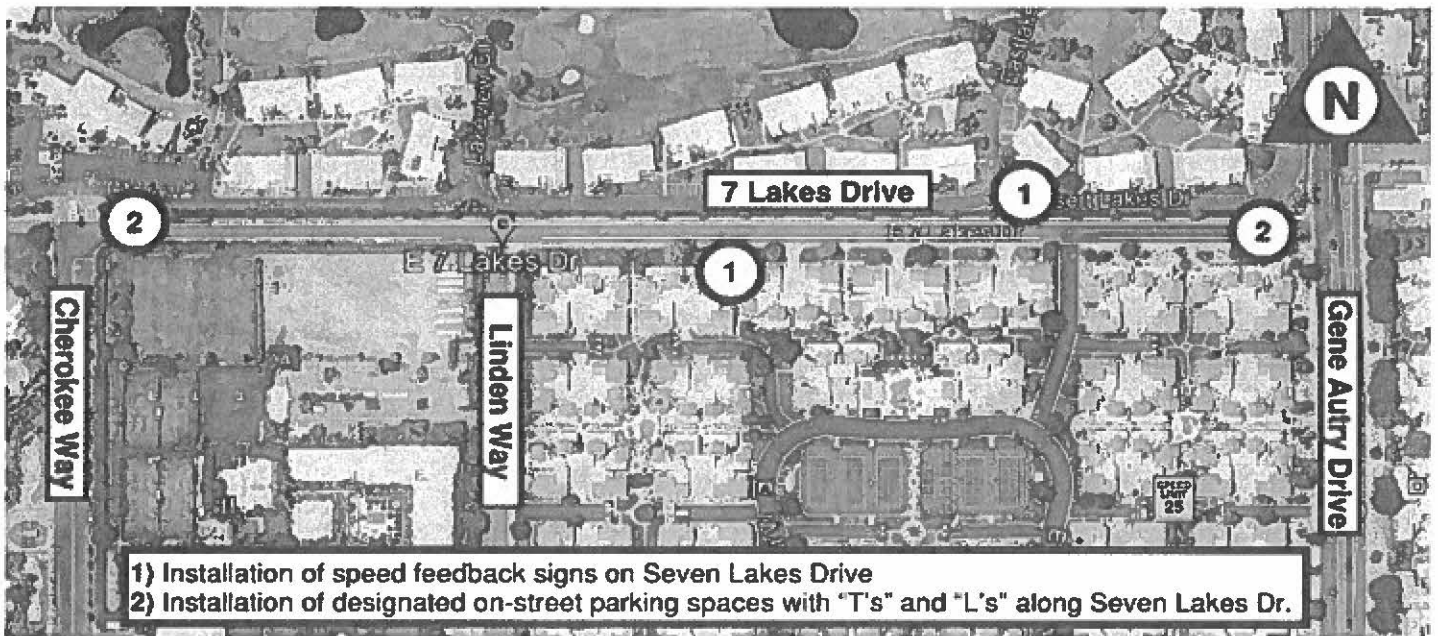 N
7 Lakes Drive
1
2
2
1
E 7 Lakes Dr
Cherokee Way
Linden Way
Gene Autry Drive
SPEED
LIMIT
25
1) Installation of speed feedback signs on Seven Lakes Drive
2) Installation of designated on-street parking spaces with "T's" and "L's" along Seven Lakes Dr.